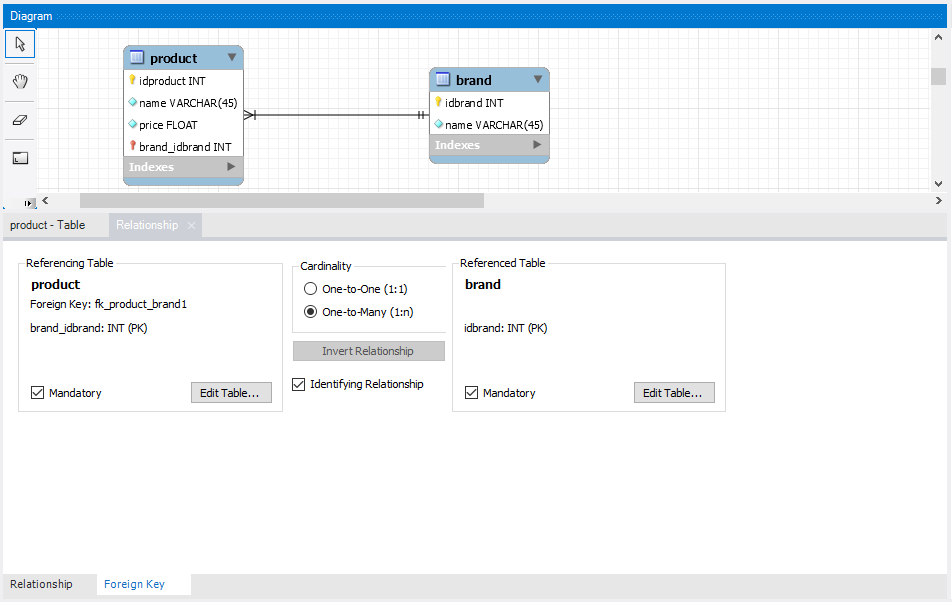 Diagram
product
idproduct INT
name VARCHAR(45)
price FLOAT
brand_idbrand INT
Indexes
brand
idbrand INT
name VARCHAR(45)
Indexes
product - Table
Relationship
Referencing Table
product
Foreign Key: fk_product_brand1
brand_idbrand: INT (PK)
Mandatory
Edit Table...
Cardinality
One-to-One (1:1)
One-to-Many (1:n)
Invert Relationship
Identifying Relationship
Referenced Table
brand
idbrand: INT (PK)
Mandatory
Edit Table...
Relationship
Foreign Key